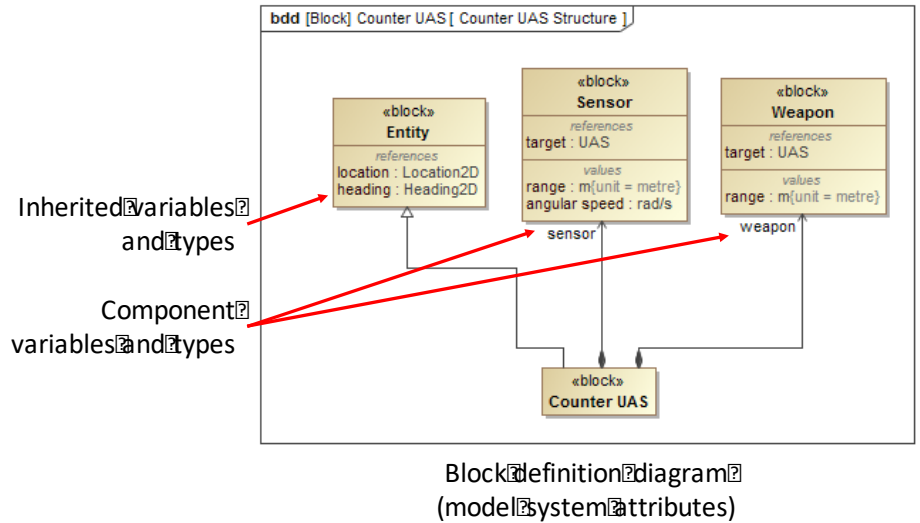 bdd [Block] Counter UAS [ Counter UAS Structure ]
«block»
Entity
references
location : Location2D
heading : Heading2D
«block»
Sensor
references
target : UAS
values
range : m{unit = metre}
angular speed : rad/s
«block»
Weapon
references
target : UAS
values
range : m{unit = metre}
sensor
weapon
Inherited⍰variables⍰
and⍰types
Component⍰
variables⍰and⍰types
«block»
Counter UAS
Block⍰definition⍰diagram⍰
(model⍰system⍰attributes)